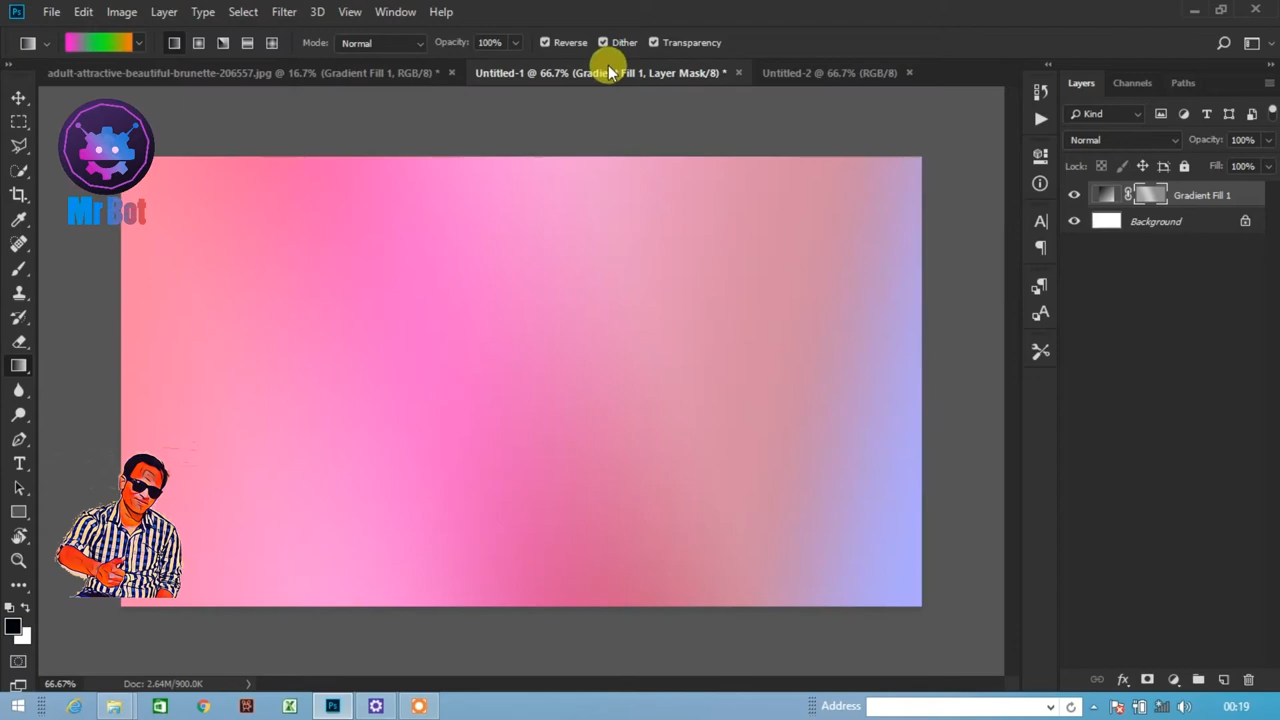 Ps File Edit Image Layer Type Select Filter 3D View Window Help
Mode: Normal Opacity: 100% Reverse Dither Transparency
adult-attractive-beautiful-brunette-206557.jpg @ 16.7% (Gradient Fill 1, RGB/8) * Untitled-1 @ 66.7% (Gradient Fill 1, Layer Mask/8) * Untitled-2 @ 66.7% (RGB/8)
Layers Channels Paths
Kind
Normal Opacity: 100%
Lock: Fill: 100%
Gradient Fill 1
Background
Mr Bot
66.67% Doc: 2.64M/900.0K
Address 00:19